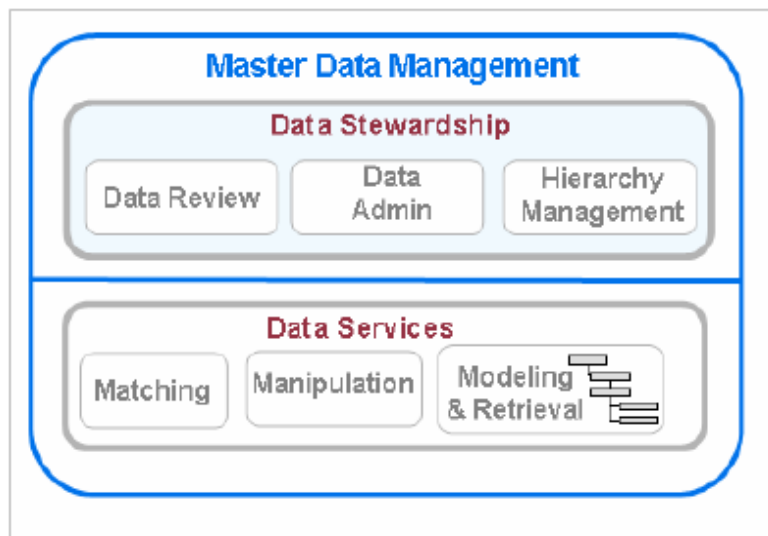 Master Data Management
Data Stewardship
Data Review
Data
Admin
Hierarchy
Management
Data Services
Matching
Manipulation
Modeling
& Retrieval